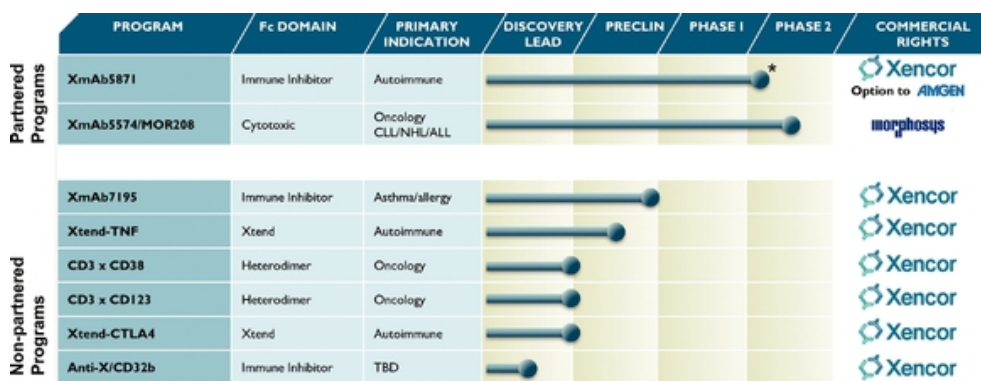 PROGRAM Fc DOMAIN PRIMARY INDICATION DISCOVERY LEAD PRECLIN PHASE 1 PHASE 2 COMMERCIAL RIGHTS
Partnered Programs
XmAb5871 Immune Inhibitor Autoimmune * Xencor Option to AMGEN
XmAb5574/MOR208 Cytotoxic Oncology CLL/NHL/ALL morphosys
Non-partnered Programs
XmAb7195 Immune Inhibitor Asthma/allergy Xencor
Xtend-TNF Xtend Autoimmune Xencor
CD3 x CD38 Heterodimer Oncology Xencor
CD3 x CD123 Heterodimer Oncology Xencor
Xtend-CTLA4 Xtend Autoimmune Xencor
Anti-X/CD32b Immune Inhibitor TBD Xencor